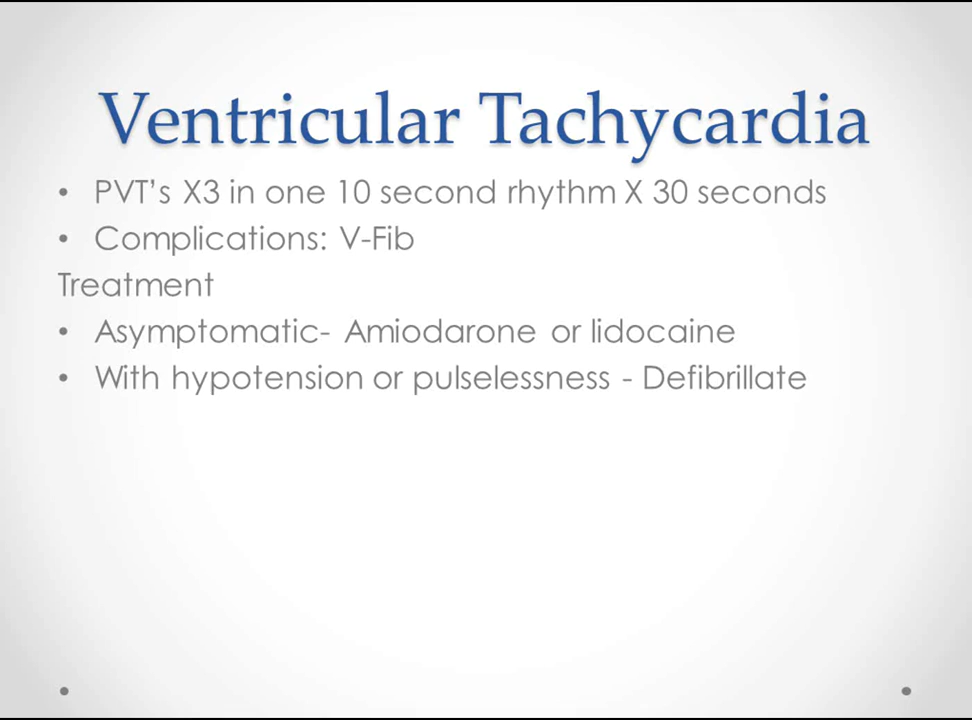 Ventricular Tachycardia
• PVT's X3 in one 10 second rhythm X 30 seconds
• Complications: V-Fib
Treatment
• Asymptomatic- Amiodarone or lidocaine
• With hypotension or pulselessness - Defibrillate